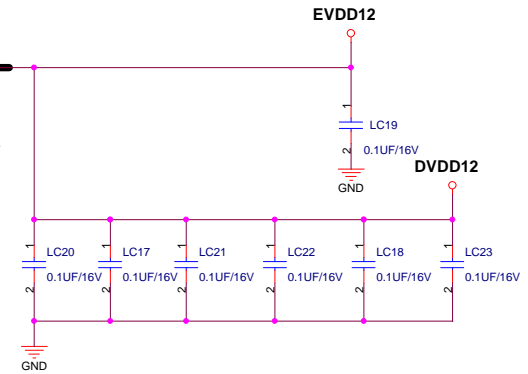 EVDD12
1
LC19
2
0.1UF/16V
GND
DVDD12
1 1 1 1 1 1
LC20 LC17 LC21 LC22 LC18 LC23
0.1UF/16V 0.1UF/16V 0.1UF/16V 0.1UF/16V 0.1UF/16V 0.1UF/16V
2 2 2 2 2 2
GND